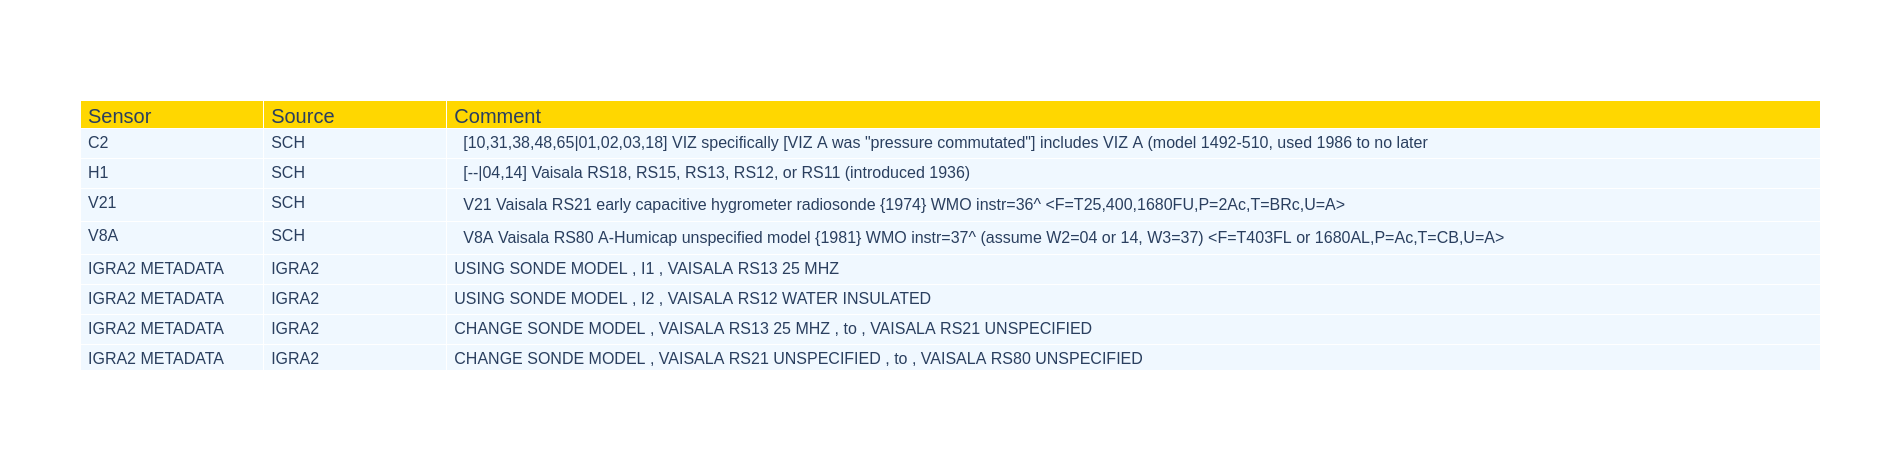 Sensor Source Comment
C2 SCH [10,31,38,48,65|01,02,03,18] VIZ specifically [VIZ A was "pressure commutated"] includes VIZ A (model 1492-510, used 1986 to no later
H1 SCH [--|04,14] Vaisala RS18, RS15, RS13, RS12, or RS11 (introduced 1936)
V21 SCH V21 Vaisala RS21 early capacitive hygrometer radiosonde {1974} WMO instr=36^ <F=T25,400,1680FU,P=2Ac,T=BRc,U=A>
V8A SCH V8A Vaisala RS80 A-Humicap unspecified model {1981} WMO instr=37^ (assume W2=04 or 14, W3=37) <F=T403FL or 1680AL,P=Ac,T=CB,U=A>
IGRA2 METADATA IGRA2 USING SONDE MODEL , I1 , VAISALA RS13 25 MHZ
IGRA2 METADATA IGRA2 USING SONDE MODEL , I2 , VAISALA RS12 WATER INSULATED
IGRA2 METADATA IGRA2 CHANGE SONDE MODEL , VAISALA RS13 25 MHZ , to , VAISALA RS21 UNSPECIFIED
IGRA2 METADATA IGRA2 CHANGE SONDE MODEL , VAISALA RS21 UNSPECIFIED , to , VAISALA RS80 UNSPECIFIED